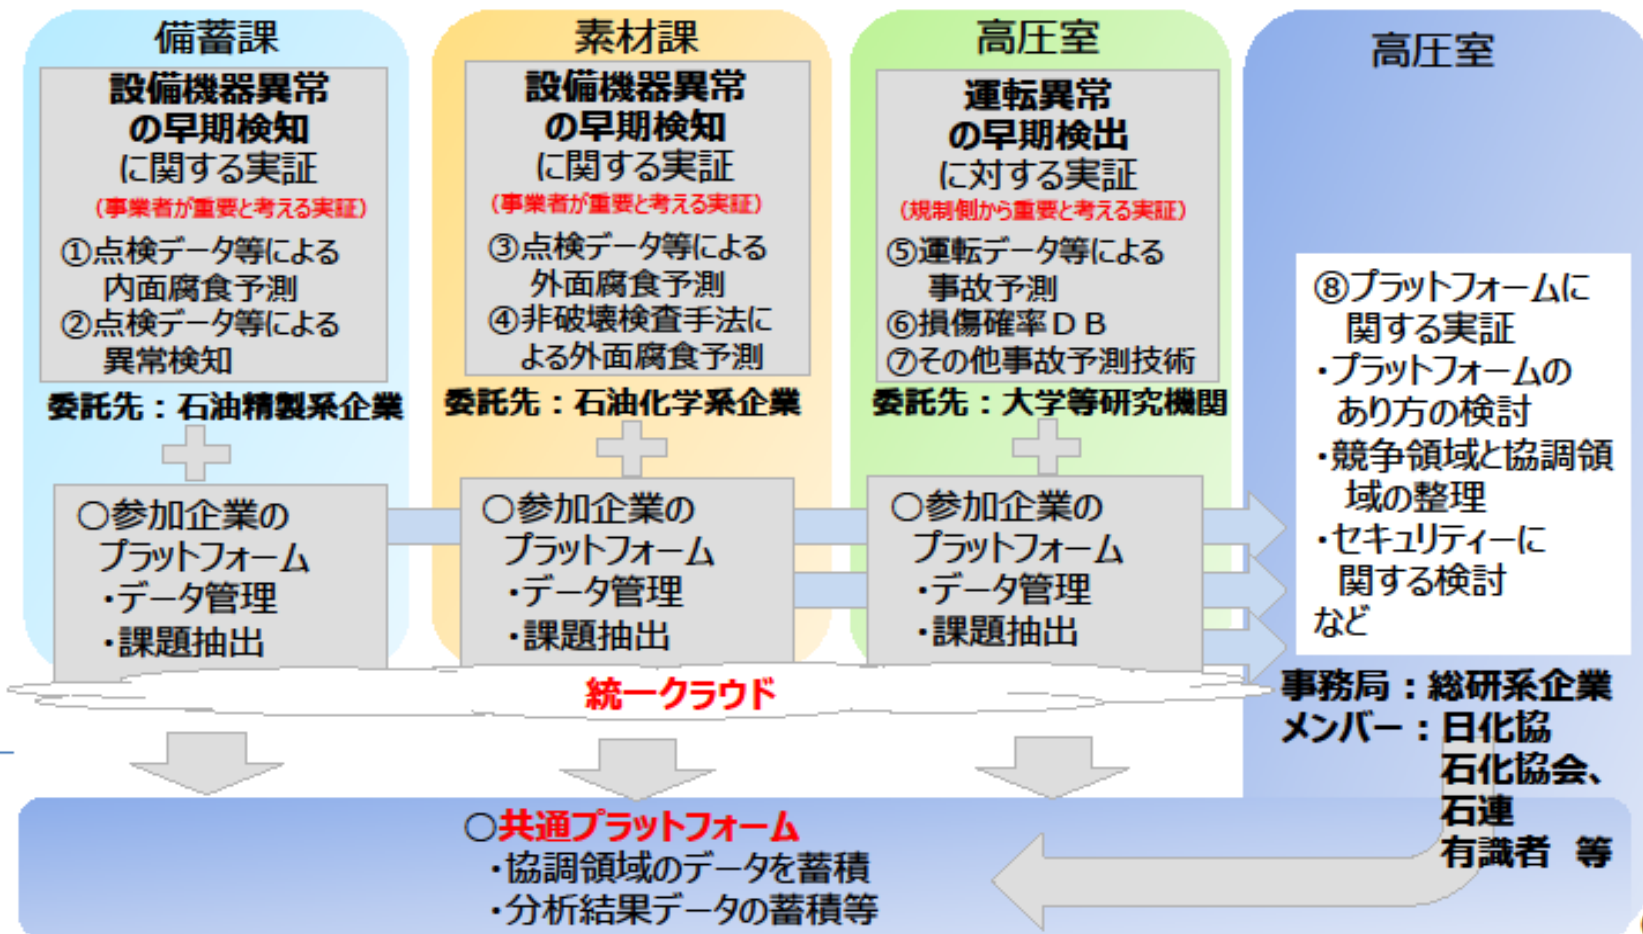 備蓄課
設備機器異常
の早期検知
に関する実証
(事業者が重要と考える実証)
①点検データ等による
内面腐食予測
②点検データ等による
異常検知
委託先：石油精製系企業
○参加企業の
プラットフォーム
・データ管理
・課題抽出
素材課
設備機器異常
の早期検知
に関する実証
(事業者が重要と考える実証)
③点検データ等による
外面腐食予測
④非破壊検査手法に
よる外面腐食予測
委託先：石油化学系企業
○参加企業の
プラットフォーム
・データ管理
・課題抽出
高圧室
運転異常
の早期検出
に対する実証
(規制側から重要と考える実証)
⑤運転データ等による
事故予測
⑥損傷確率ＤＢ
⑦その他事故予測技術
委託先：大学等研究機関
○参加企業の
プラットフォーム
・データ管理
・課題抽出
高圧室
⑧プラットフォームに
関する実証
・プラットフォームの
あり方の検討
・競争領域と協調領
域の整理
・セキュリティーに
関する検討
など
事務局：総研系企業
メンバー：日化協
石化協会、
石連
有識者 等
統一クラウド
○共通プラットフォーム
・協調領域のデータを蓄積
・分析結果データの蓄積等